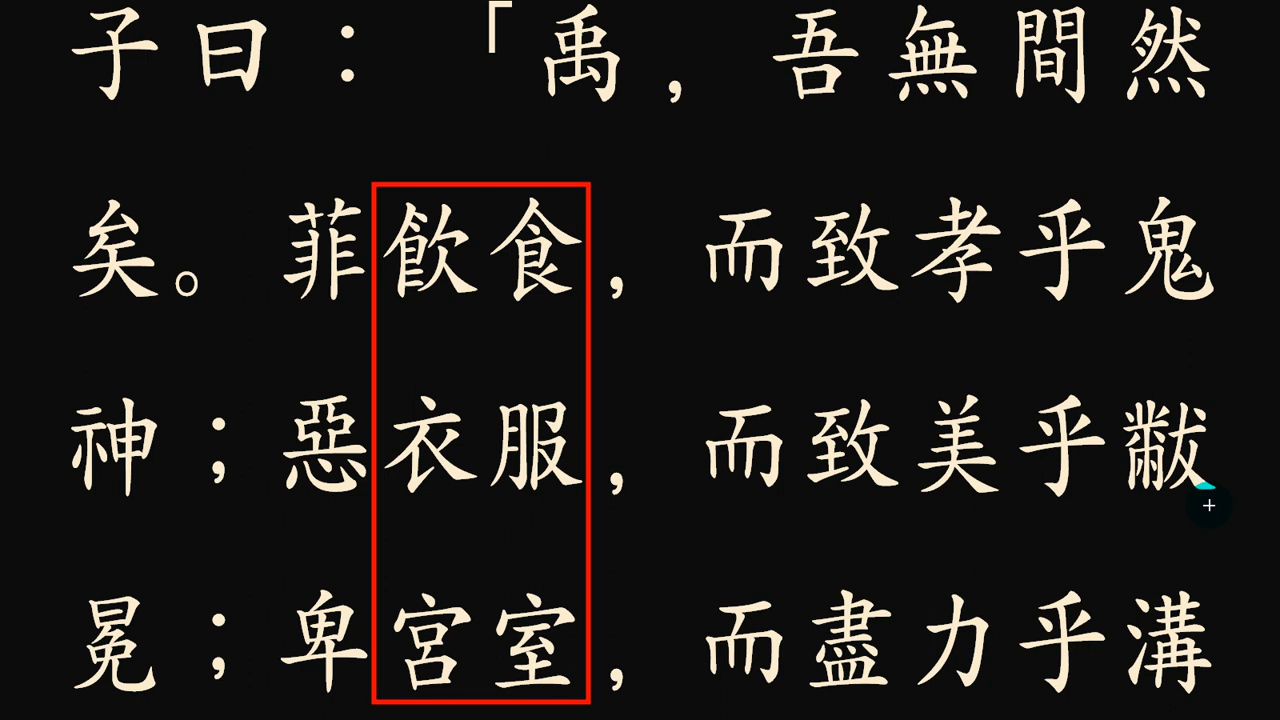 子曰：「禹，吾無間然
矣。菲飲食，而致孝乎鬼
神；惡衣服，而致美乎黻
冕；卑宮室，而盡力乎溝